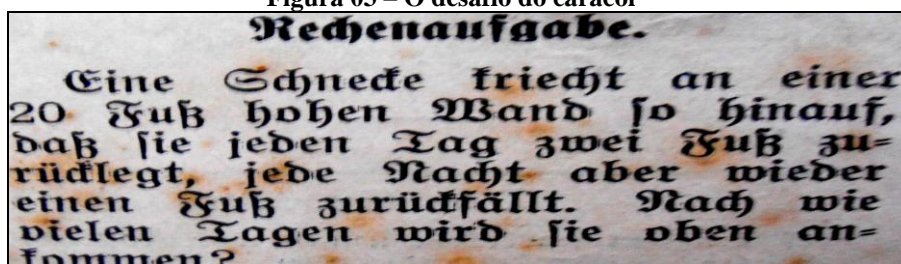 Figura 03 – O desafio do caracol
Rechenaufgabe.
Eine Schnecke kriecht an einer
20 Fuß hohen Wand so hinauf,
daß sie jeden Tag zwei Fuß zu-
rücklegt, jede Nacht aber wieder
einen Fuß zurückfällt. Nach wie
vielen Tagen wird sie oben an-
kommen?